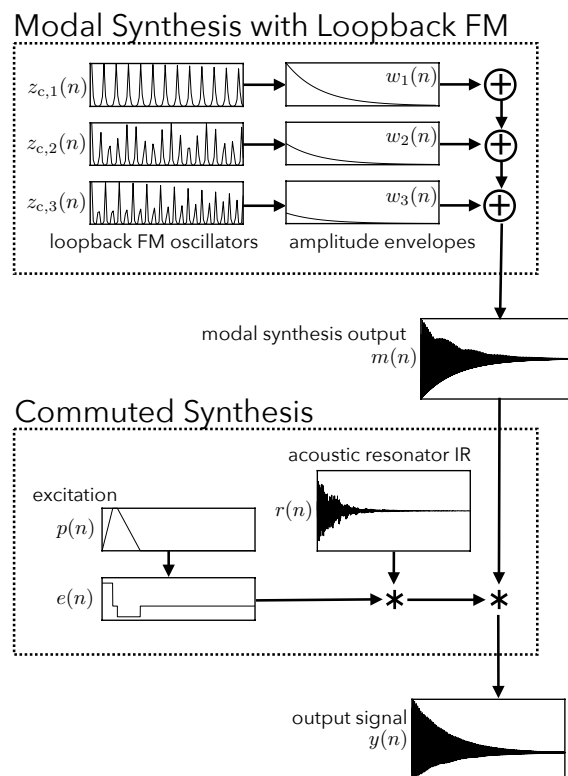 Modal Synthesis with Loopback FM
z_{c,1}(n)
w_1(n)
z_{c,2}(n)
w_2(n)
z_{c,3}(n)
w_3(n)
loopback FM oscillators
amplitude envelopes
modal synthesis output
m(n)
Commuted Synthesis
acoustic resonator IR
excitation
p(n)
r(n)
e(n)
output signal
y(n)